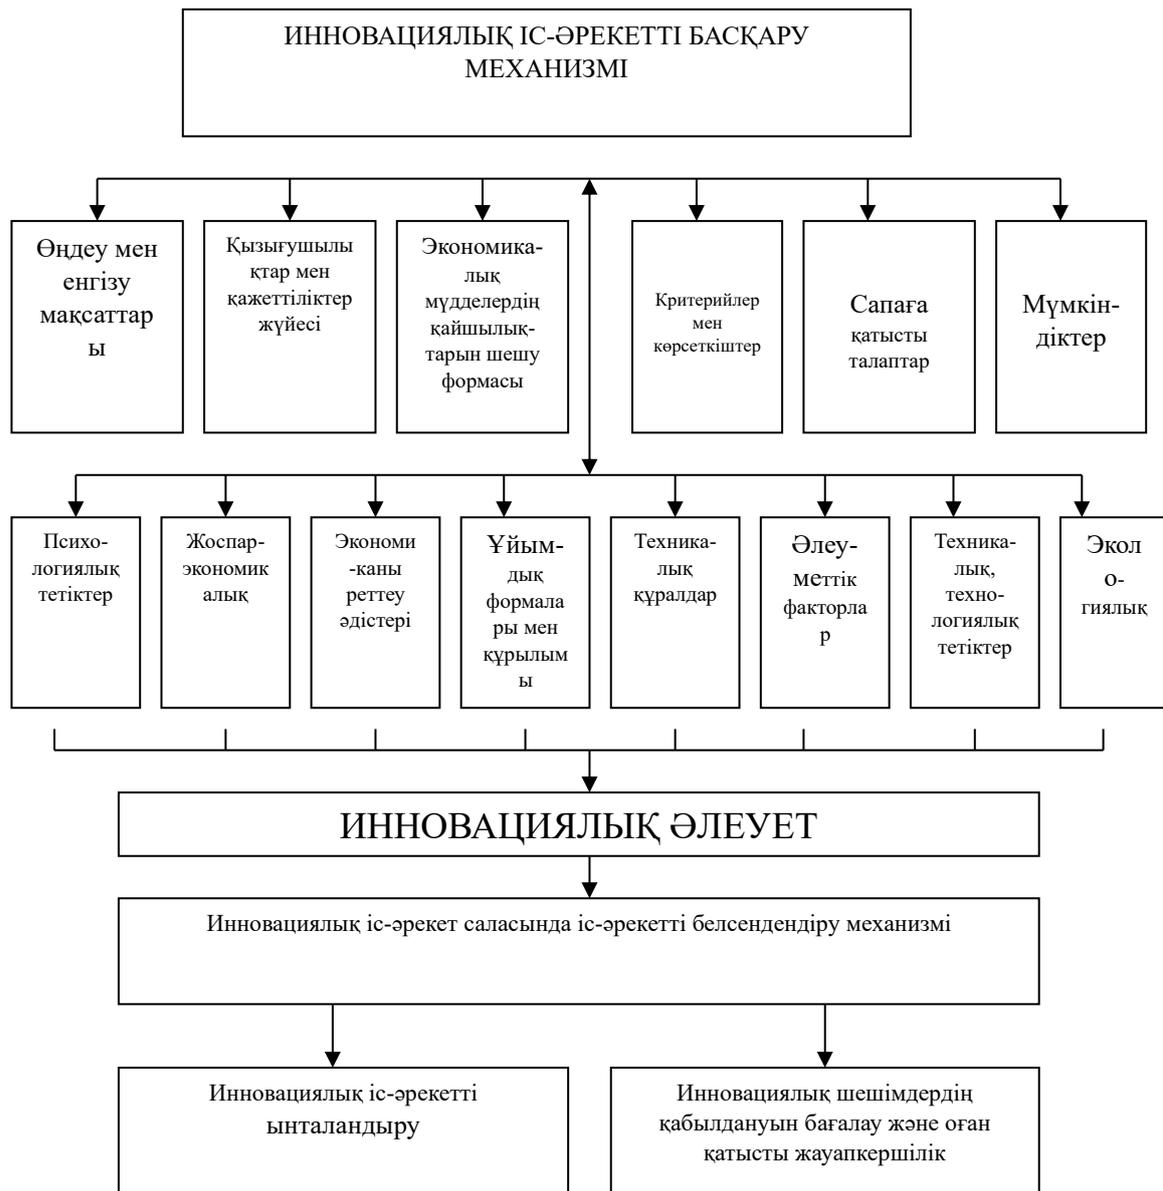 ИННОВАЦИЯЛЫҚ ІС-ӘРЕКЕТТІ БАСҚАРУ
МЕХАНИЗМІ
Өңдеу мен
енгізу
мақсаттар
ы
Қызығушылы
қтар мен
қажеттіліктер
жүйесі
Экономика-
лық
мүдделердің
қайшылық-
тарын шешу
формасы
Критерийлер
мен
көрсеткіштер
Сапаға
қатысты
талаптар
Мүмкін-
діктер
Психо-
логиялық
тетіктер
Жоспар-
экономик
алық
Экономи
-каны
реттеу
әдістері
Ұйым-
дық
формала
ры мен
құрылым
ы
Техника-
лық
құралдар
Әлеу-
меттік
факторла
р
Техника-
лық,
техно-
логиялық
тетіктер
Экол
о-
гиялық
ИННОВАЦИЯЛЫҚ ӘЛЕУЕТ
Инновациялық іс-әрекет саласында іс-әрекетті белсендендіру механизмі
Инновациялық іс-әрекетті
ынталандыру
Инновациялық шешімдердің
қабылдануын бағалау және оған
қатысты жауапкершілік